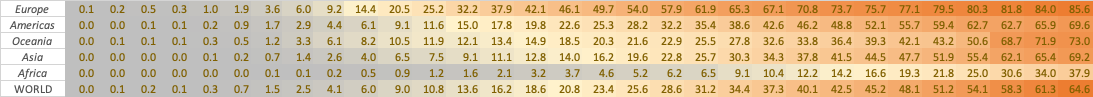 Europe 0.1 0.2 0.5 0.3 1.0 1.9 3.6 6.0 9.2 14.4 20.5 25.2 32.2 37.9 42.1 46.1 49.7 54.0 57.9 61.9 65.3 67.1 70.8 73.7 75.7 77.1 79.5 80.3 81.8 84.0 85.6
Americas 0.0 0.0 0.1 0.1 0.2 0.9 1.7 2.9 4.4 6.1 9.1 11.6 15.0 17.8 19.8 22.6 25.3 28.2 32.2 35.4 38.6 42.6 46.2 48.8 52.1 55.7 59.4 62.7 62.7 65.9 69.6
Oceania 0.0 0.1 0.1 0.1 0.3 0.5 1.2 3.3 6.1 8.2 10.5 11.9 12.1 13.4 14.9 18.5 20.3 21.6 22.9 25.5 27.8 32.6 33.8 36.4 39.3 42.1 43.2 50.6 68.7 71.9 73.0
Asia 0.0 0.0 0.0 0.0 0.1 0.2 0.7 1.4 2.6 4.0 6.5 7.5 9.1 11.1 12.8 14.0 16.2 19.6 22.8 25.7 30.3 34.3 37.8 41.5 44.5 47.7 51.9 55.4 62.1 65.4 69.2
Africa 0.0 0.0 0.0 0.0 0.0 0.0 0.1 0.1 0.2 0.5 0.9 1.2 1.6 2.1 3.2 3.7 4.6 5.2 6.2 6.5 9.1 10.4 12.2 14.2 16.6 19.3 21.8 25.0 30.6 34.0 37.9
WORLD 0.0 0.1 0.2 0.1 0.3 0.7 1.5 2.5 4.1 6.0 9.0 10.8 13.6 16.2 18.6 20.8 23.4 25.6 28.6 31.2 34.4 37.3 40.1 42.5 45.2 48.1 51.2 54.1 58.3 61.3 64.6